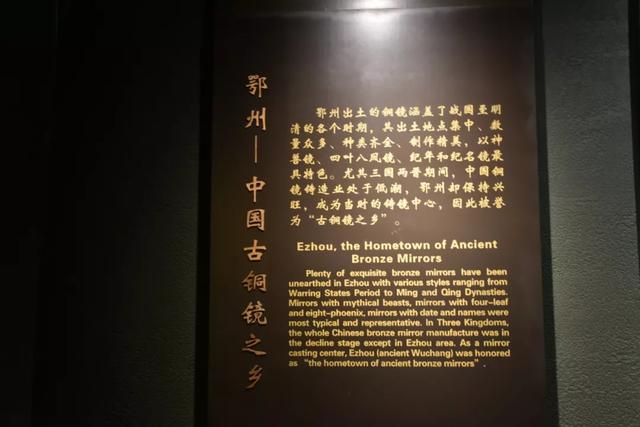 鄂州—中国古铜镜之乡
鄂州出土的铜镜涵盖了战国至明
清的各个时期，其出土地点集中、数
量众多、种类齐全、制作精美，以神
兽镜、四叶八凤镜、纪年和纪名镜最
具特色。尤其三国两晋期间，中国铜
镜铸造业处于低潮，鄂州却保持兴
旺，成为当时的铸镜中心，因此被誉
为“古铜镜之乡”。
Ezhou, the Hometown of Ancient
Bronze Mirrors
Plenty of exquisite bronze mirrors have been
unearthed in Ezhou with various styles ranging from
Warring States Period to Ming and Qing Dynasties.
Mirrors with mythical beasts, mirrors with four-leaf
and eight-phoenix, mirrors with date and names were
most typical and representative. In Three Kingdoms,
the whole Chinese bronze mirror manufacture was in
the decline stage except in Ezhou area. As a mirror
casting center, Ezhou (ancient Wuchang) was honored
as “the hometown of ancient bronze mirrors”.